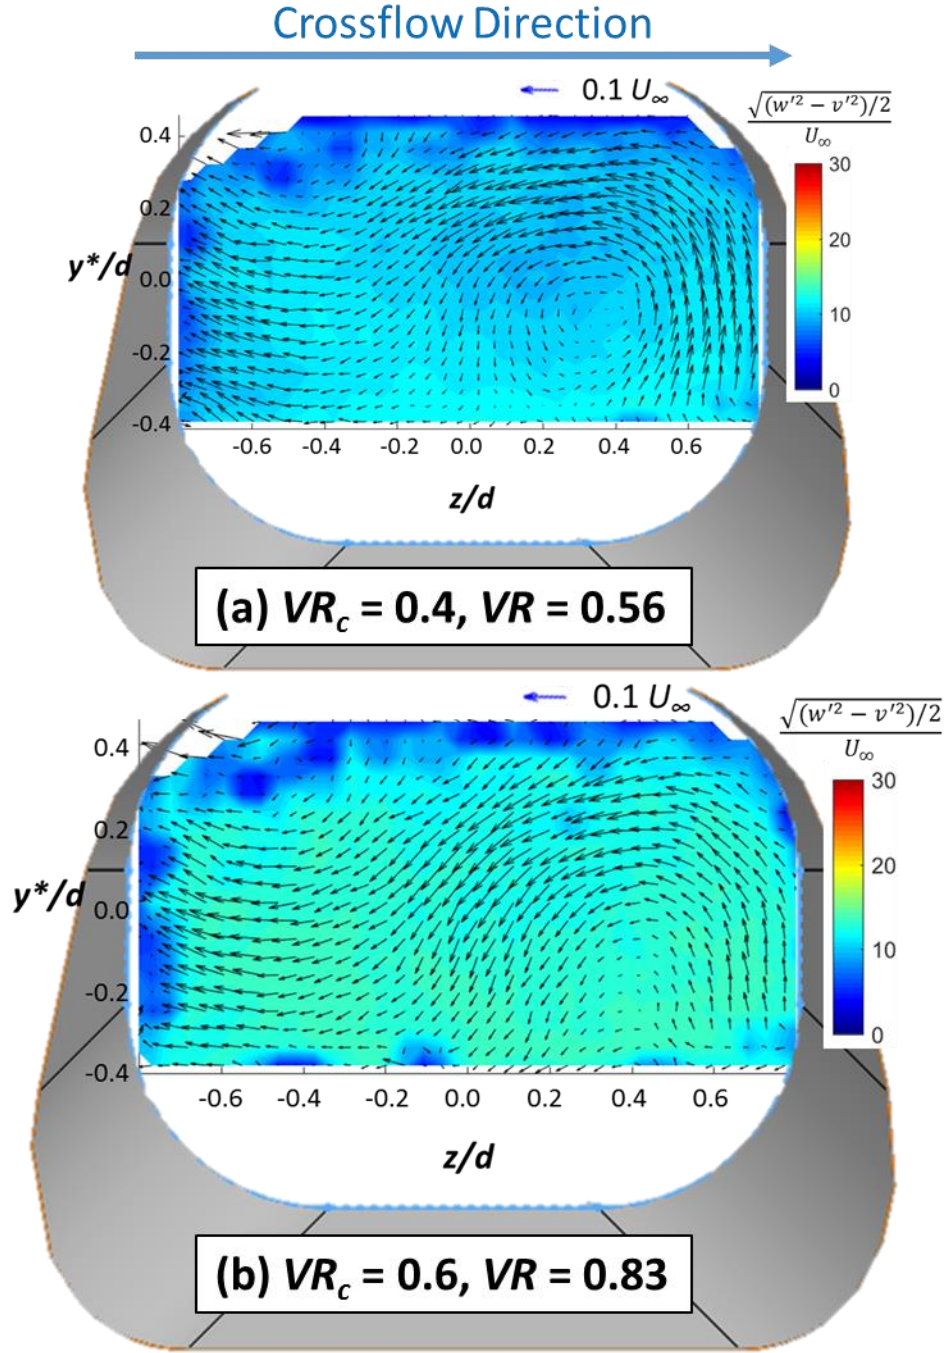 Crossflow Direction
0.1 U∞
√(w′² − v′²)/2
U∞
0.4
0.2
y*/d
0.0
-0.2
-0.4
30
20
10
0
-0.6 -0.4 -0.2 0.0 0.2 0.4 0.6
z/d
(a) VRc = 0.4, VR = 0.56
0.1 U∞
√(w′² − v′²)/2
U∞
0.4
0.2
y*/d
0.0
-0.2
-0.4
30
20
10
0
-0.6 -0.4 -0.2 0.0 0.2 0.4 0.6
z/d
(b) VRc = 0.6, VR = 0.83